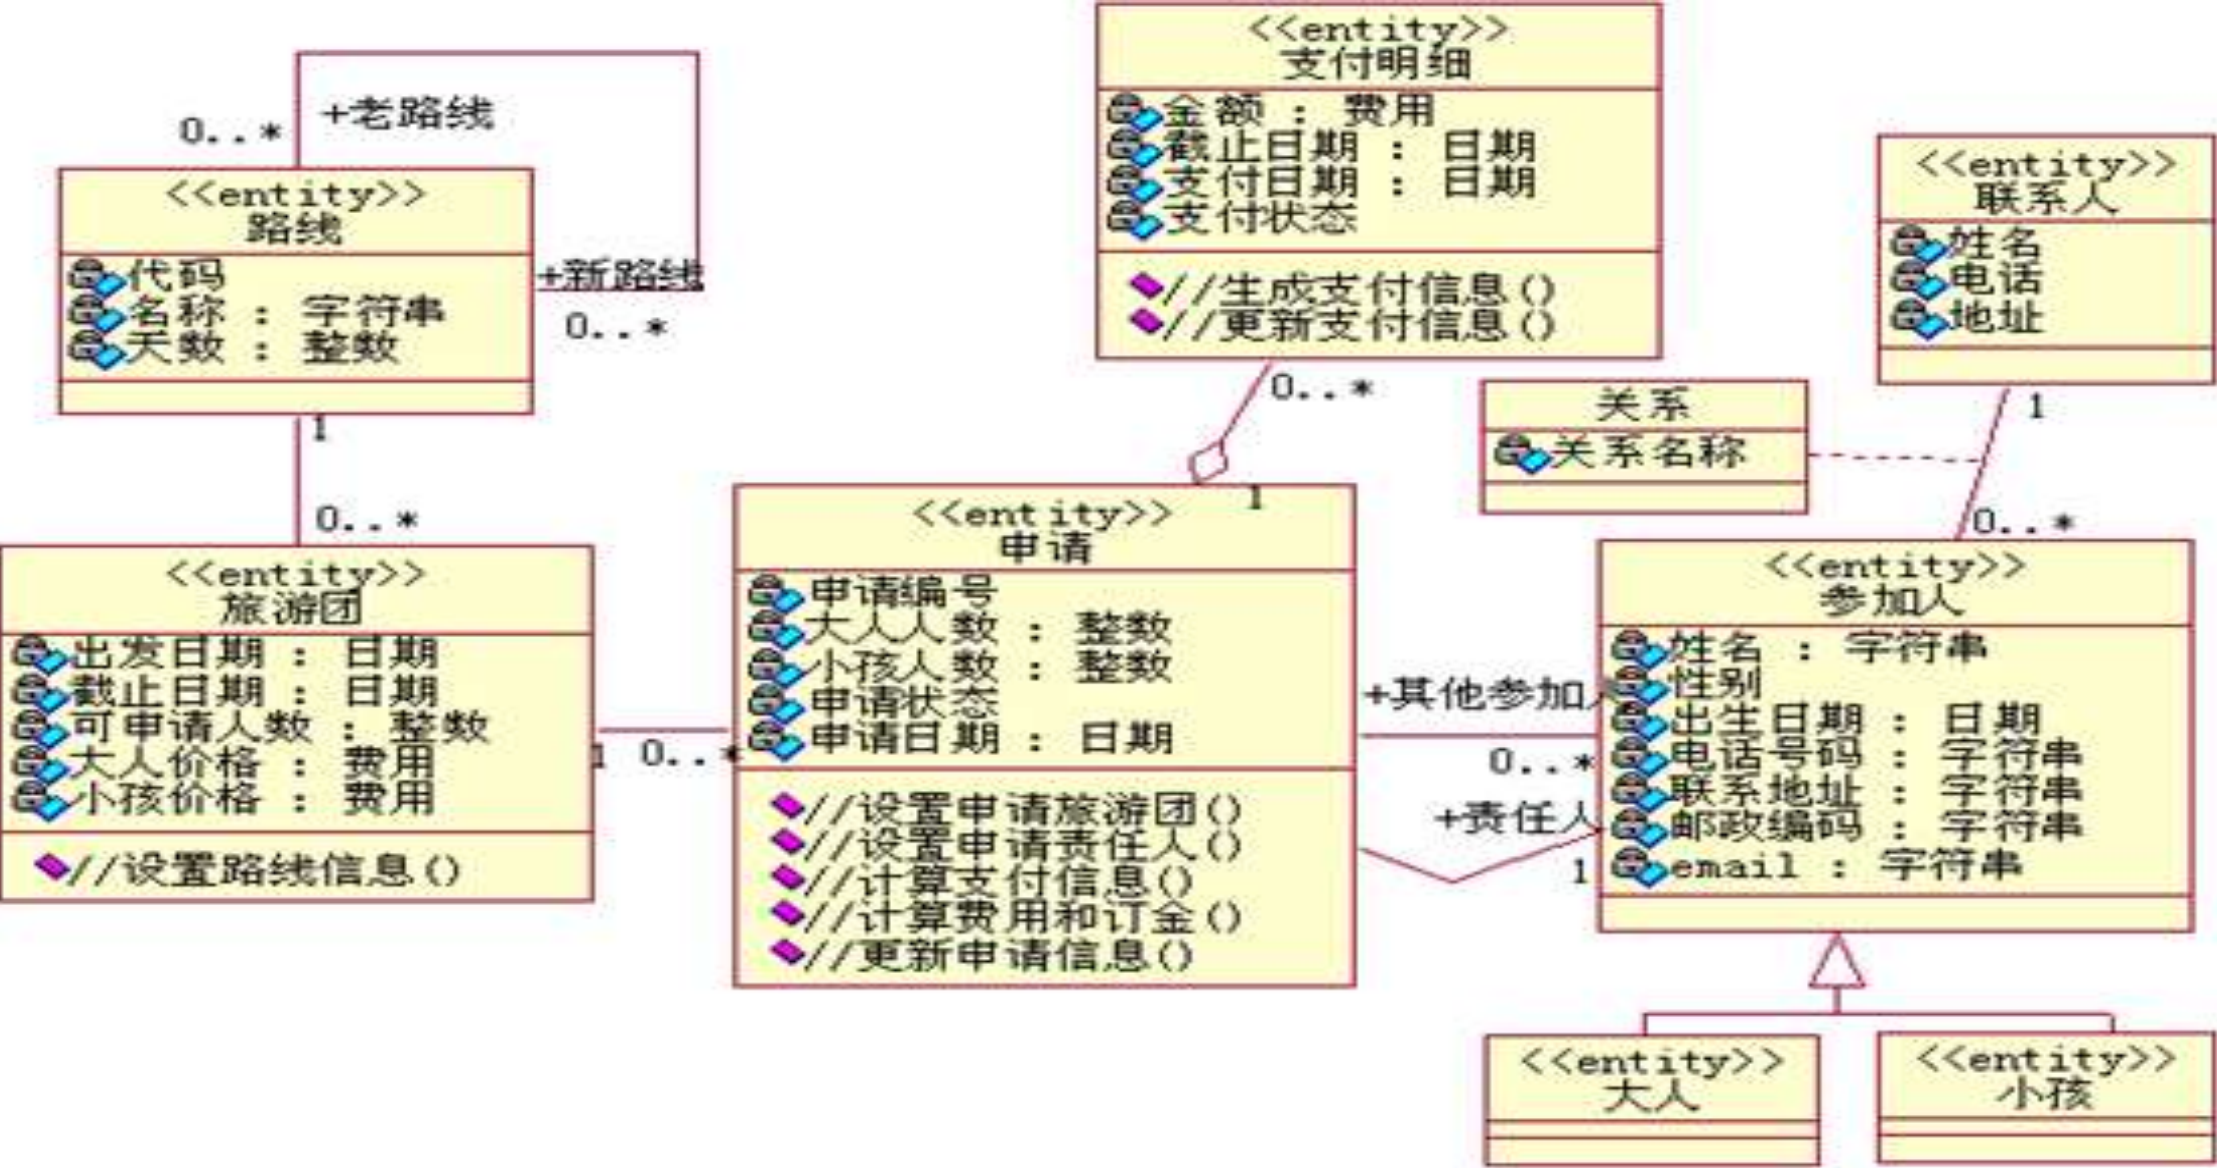 0..*
+老路线
<<entity>>
路线
代码
名称 : 字符串
天数 : 整数
+新路线
0..*
1
0..*
<<entity>>
旅游团
出发日期 : 日期
截止日期 : 日期
可申请人数 : 整数
大人价格 : 费用
小孩价格 : 费用
//设置路线信息()
1
0..*
<<entity>>
支付明细
金额 : 费用
截止日期 : 日期
支付日期 : 日期
支付状态
//生成支付信息()
//更新支付信息()
0..*
1
<<entity>>
申请
申请编号
大人人数 : 整数
小孩人数 : 整数
申请状态
申请日期 : 日期
//设置申请旅游团()
//设置申请责任人()
//计算支付信息()
//计算费用和订金()
//更新申请信息()
<<entity>>
联系人
姓名
电话
地址
1
关系
关系名称
0..*
+其他参加人
0..*
+责任人
1
<<entity>>
参加人
姓名 : 字符串
性别
出生日期 : 日期
电话号码 : 字符串
联系地址 : 字符串
邮政编码 : 字符串
email : 字符串
<<entity>>
大人
<<entity>>
小孩